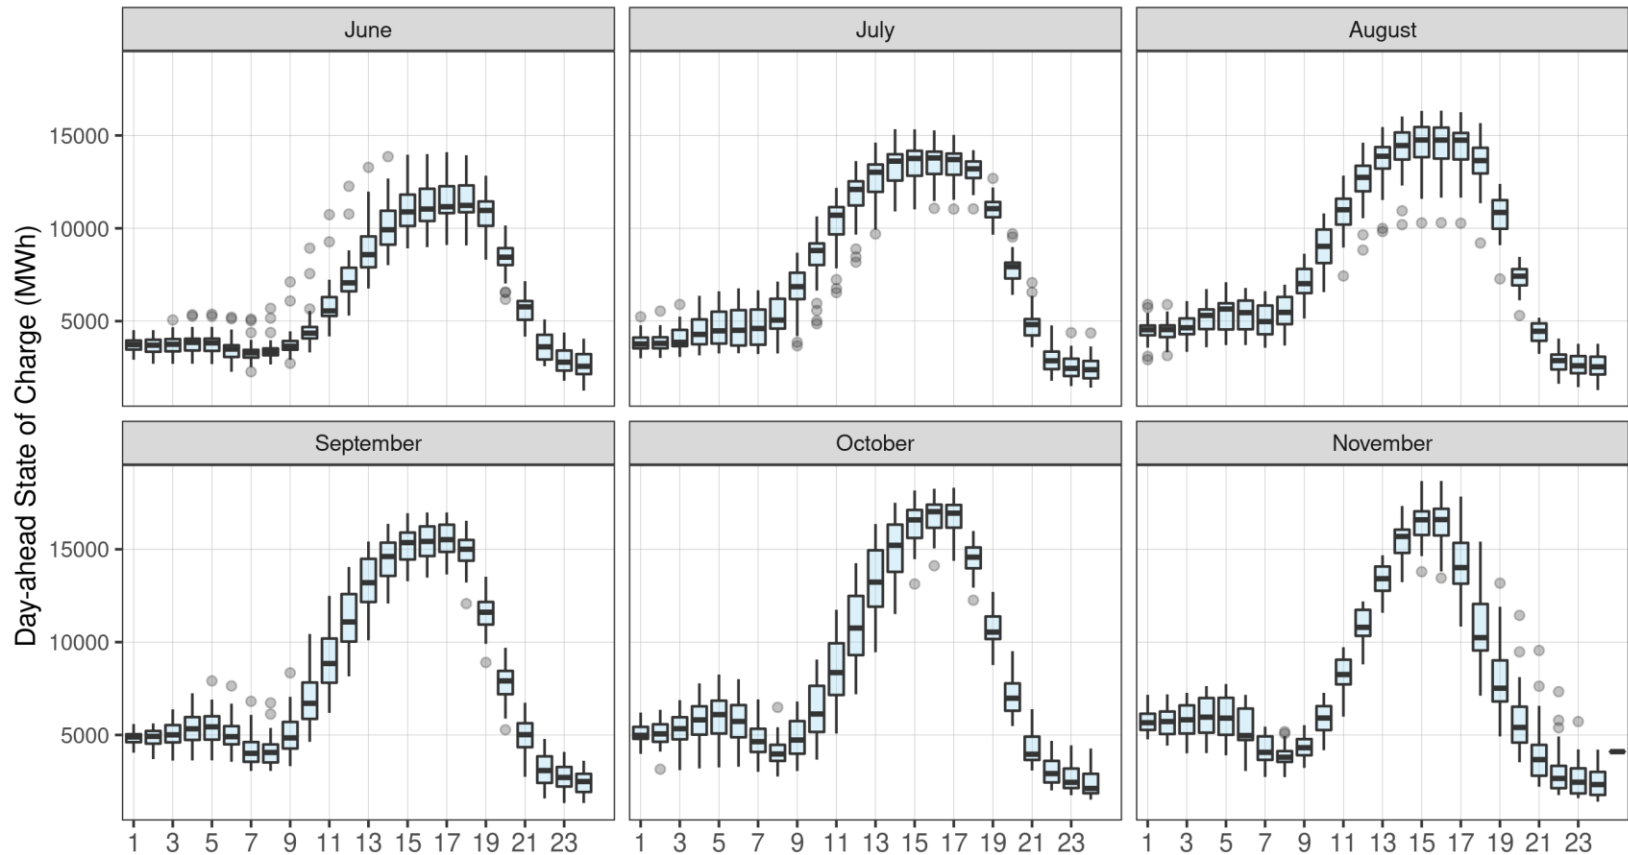 June July August
15000
10000
5000
Day-ahead State of Charge (MWh)
September October November
15000
10000
5000
1 3 5 7 9 11 13 15 17 19 21 23 1 3 5 7 9 11 13 15 17 19 21 23 1 3 5 7 9 11 13 15 17 19 21 23